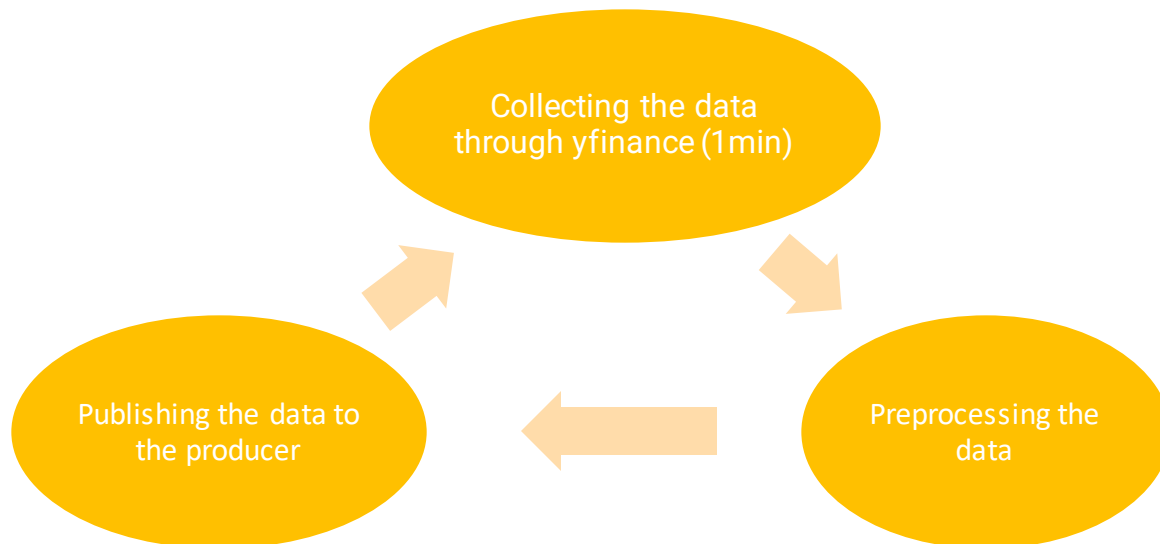 Collecting the data
through yfinance (1min)
Publishing the data to
the producer
Preprocessing the
data